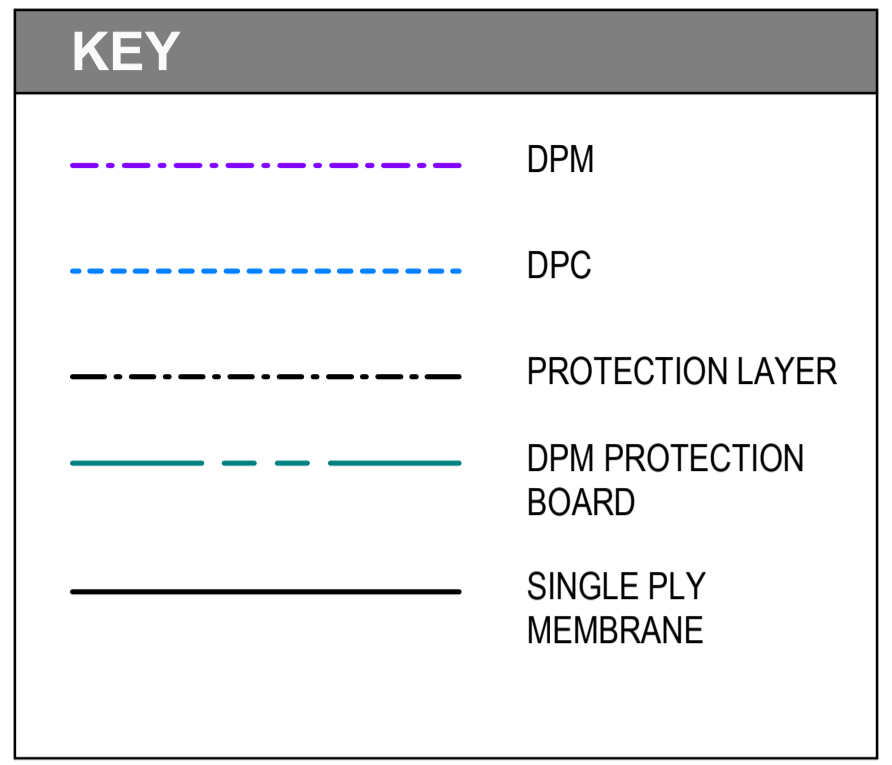 KEY
DPM
DPC
PROTECTION LAYER
DPM PROTECTION
BOARD
SINGLE PLY
MEMBRANE